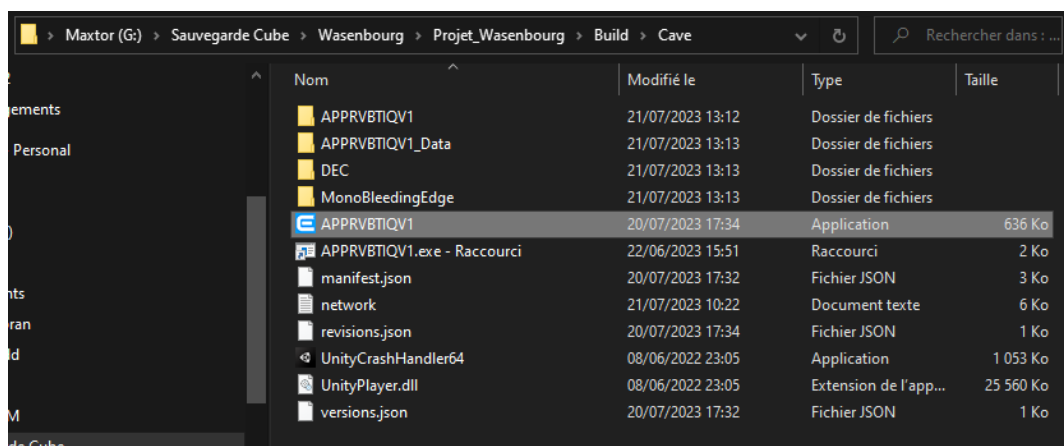 Maxtor (G:) > Sauvegarde Cube > Wasenbourg > Projet_Wasenbourg > Build > Cave
Rechercher dans : ...
Nom Modifié le Type Taille
APPRVBTIQV1 21/07/2023 13:12 Dossier de fichiers
APPRVBTIQV1_Data 21/07/2023 13:13 Dossier de fichiers
DEC 21/07/2023 13:13 Dossier de fichiers
MonoBleedingEdge 21/07/2023 13:13 Dossier de fichiers
APPRVBTIQV1 20/07/2023 17:34 Application 636 Ko
APPRVBTIQV1.exe - Raccourci 22/06/2023 15:51 Raccourci 2 Ko
manifest.json 20/07/2023 17:32 Fichier JSON 3 Ko
network 21/07/2023 10:22 Document texte 6 Ko
revisions.json 20/07/2023 17:34 Fichier JSON 1 Ko
UnityCrashHandler64 08/06/2022 23:05 Application 1 053 Ko
UnityPlayer.dll 08/06/2022 23:05 Extension de l'app... 25 560 Ko
versions.json 20/07/2023 17:32 Fichier JSON 1 Ko
Personal